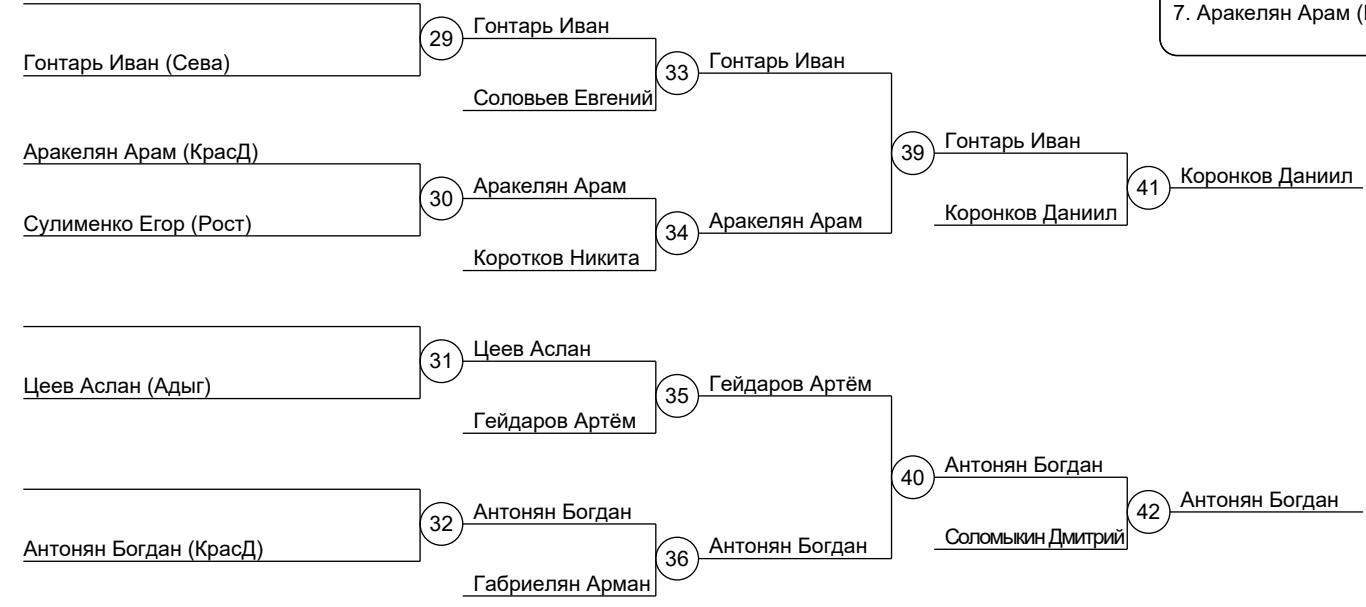 7. Аракелян Арам (
Гонтарь Иван
29
Гонтарь Иван (Сева)
Гонтарь Иван
33
Соловьев Евгений
Гонтарь Иван
39
Коронков Даниил
41
Коронков Даниил
Аракелян Арам (КрасД)
Аракелян Арам
30
Сулименко Егор (Рост)
Аракелян Арам
34
Коротков Никита
Цеев Аслан
31
Цеев Аслан (Адыг)
Гейдаров Артём
35
Гейдаров Артём
Антонян Богдан
40
Антонян Богдан
42
Соломыкин Дмитрий
Антонян Богдан
32
Антонян Богдан (КрасД)
Антонян Богдан
36
Габриелян Арман